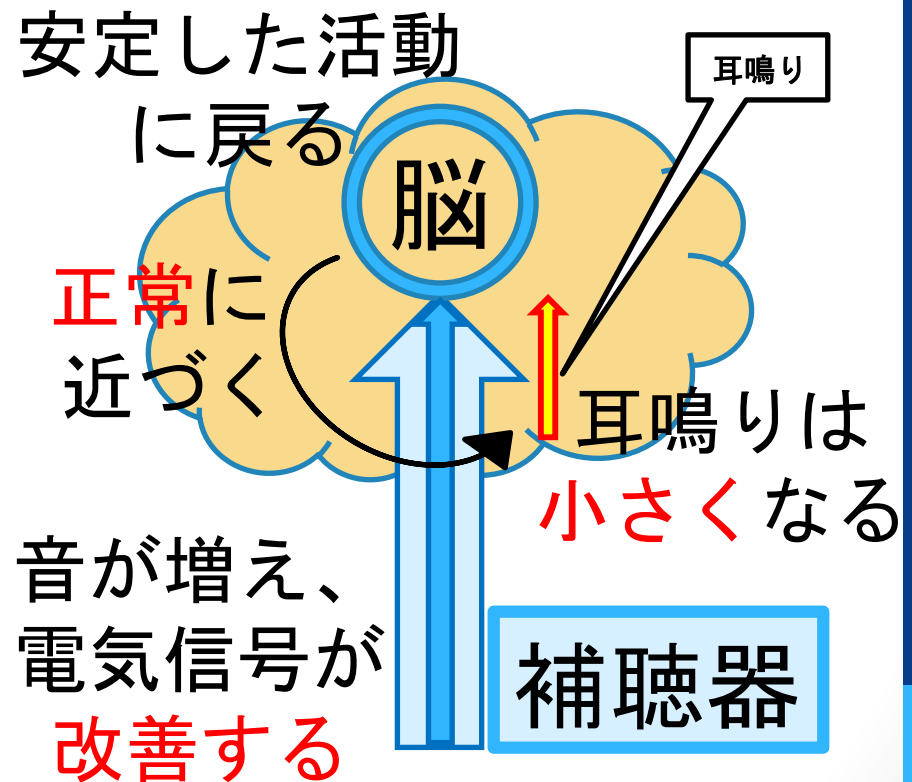 安定した活動
に戻る
耳鳴り
脳
正常に
近づく
耳鳴りは
小さくなる
音が増え、
電気信号が
改善する
補聴器